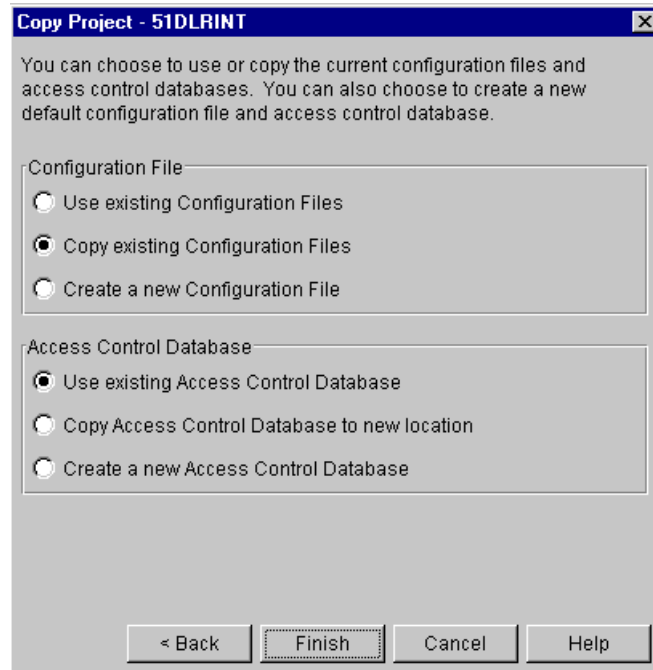 Copy Project - 51DLRINT
You can choose to use or copy the current configuration files and
access control databases. You can also choose to create a new
default configuration file and access control database.
Configuration File
Use existing Configuration Files
Copy existing Configuration Files
Create a new Configuration File
Access Control Database
Use existing Access Control Database
Copy Access Control Database to new location
Create a new Access Control Database
< Back
Finish
Cancel
Help